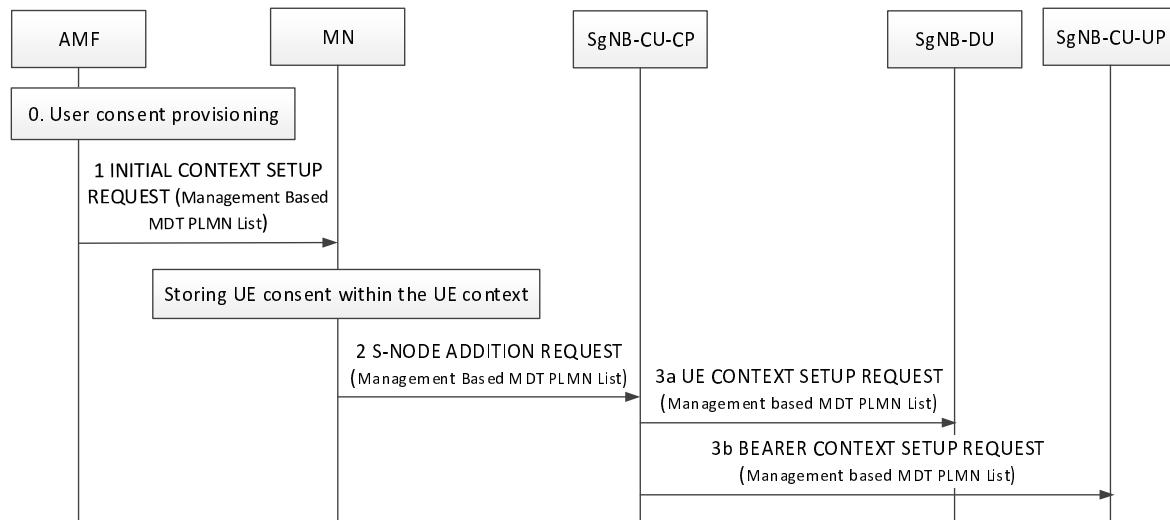 AMF
MN
SgNB-CU-CP
SgNB-DU
SgNB-CU-UP
0. User consent provisioning
1 INITIAL CONTEXT SETUP
REQUEST (Management Based
MDT PLMN List)
Storing UE consent within the UE context
2 S-NODE ADDITION REQUEST
(Management Based MDT PLMN List)
3a UE CONTEXT SETUP REQUEST
(Management based MDT PLMN List)
3b BEARER CONTEXT SETUP REQUEST
(Management based MDT PLMN List)